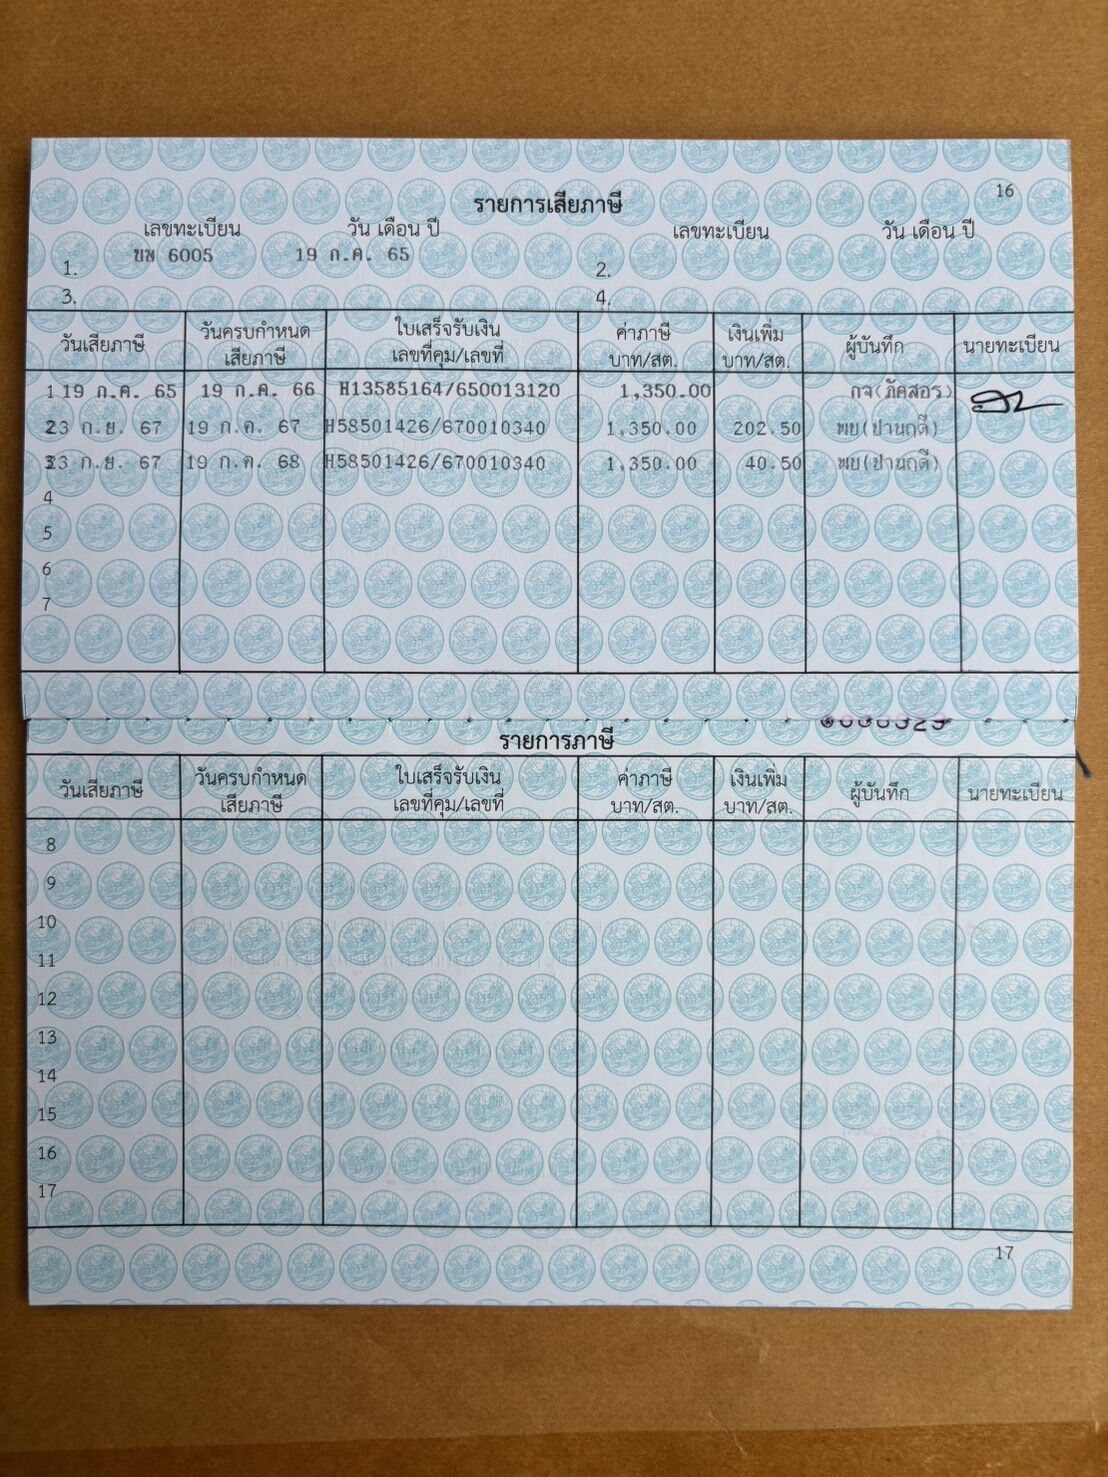 16
รายการเสียภาษี
เลขทะเบียน วัน เดือน ปี เลขทะเบียน วัน เดือน ปี
1. ขฆ 6005 19 ก.ค. 65 2.
3. 4.
วันเสียภาษี วันครบกำหนดเสียภาษี ใบเสร็จรับเงิน เลขที่คุม/เลขที่ ค่าภาษี บาท/สต. เงินเพิ่ม บาท/สต. ผู้บันทึก นายทะเบียน
1 19 ก.ค. 65 19 ก.ค. 66 H13585164/650013120 1,350.00 กจ(ภัคสอร)
2 23 ก.ย. 67 19 ก.ค. 67 H58501426/670010340 1,350.00 202.50 พย(ปานฤดี)
3 23 ก.ย. 67 19 ก.ค. 68 H58501426/670010340 1,350.00 40.50 พย(ปานฤดี)
4
5
6
7
รายการภาษี
วันเสียภาษี วันครบกำหนดเสียภาษี ใบเสร็จรับเงิน เลขที่คุม/เลขที่ ค่าภาษี บาท/สต. เงินเพิ่ม บาท/สต. ผู้บันทึก นายทะเบียน
8
9
10
11
12
13
14
15
16
17
17